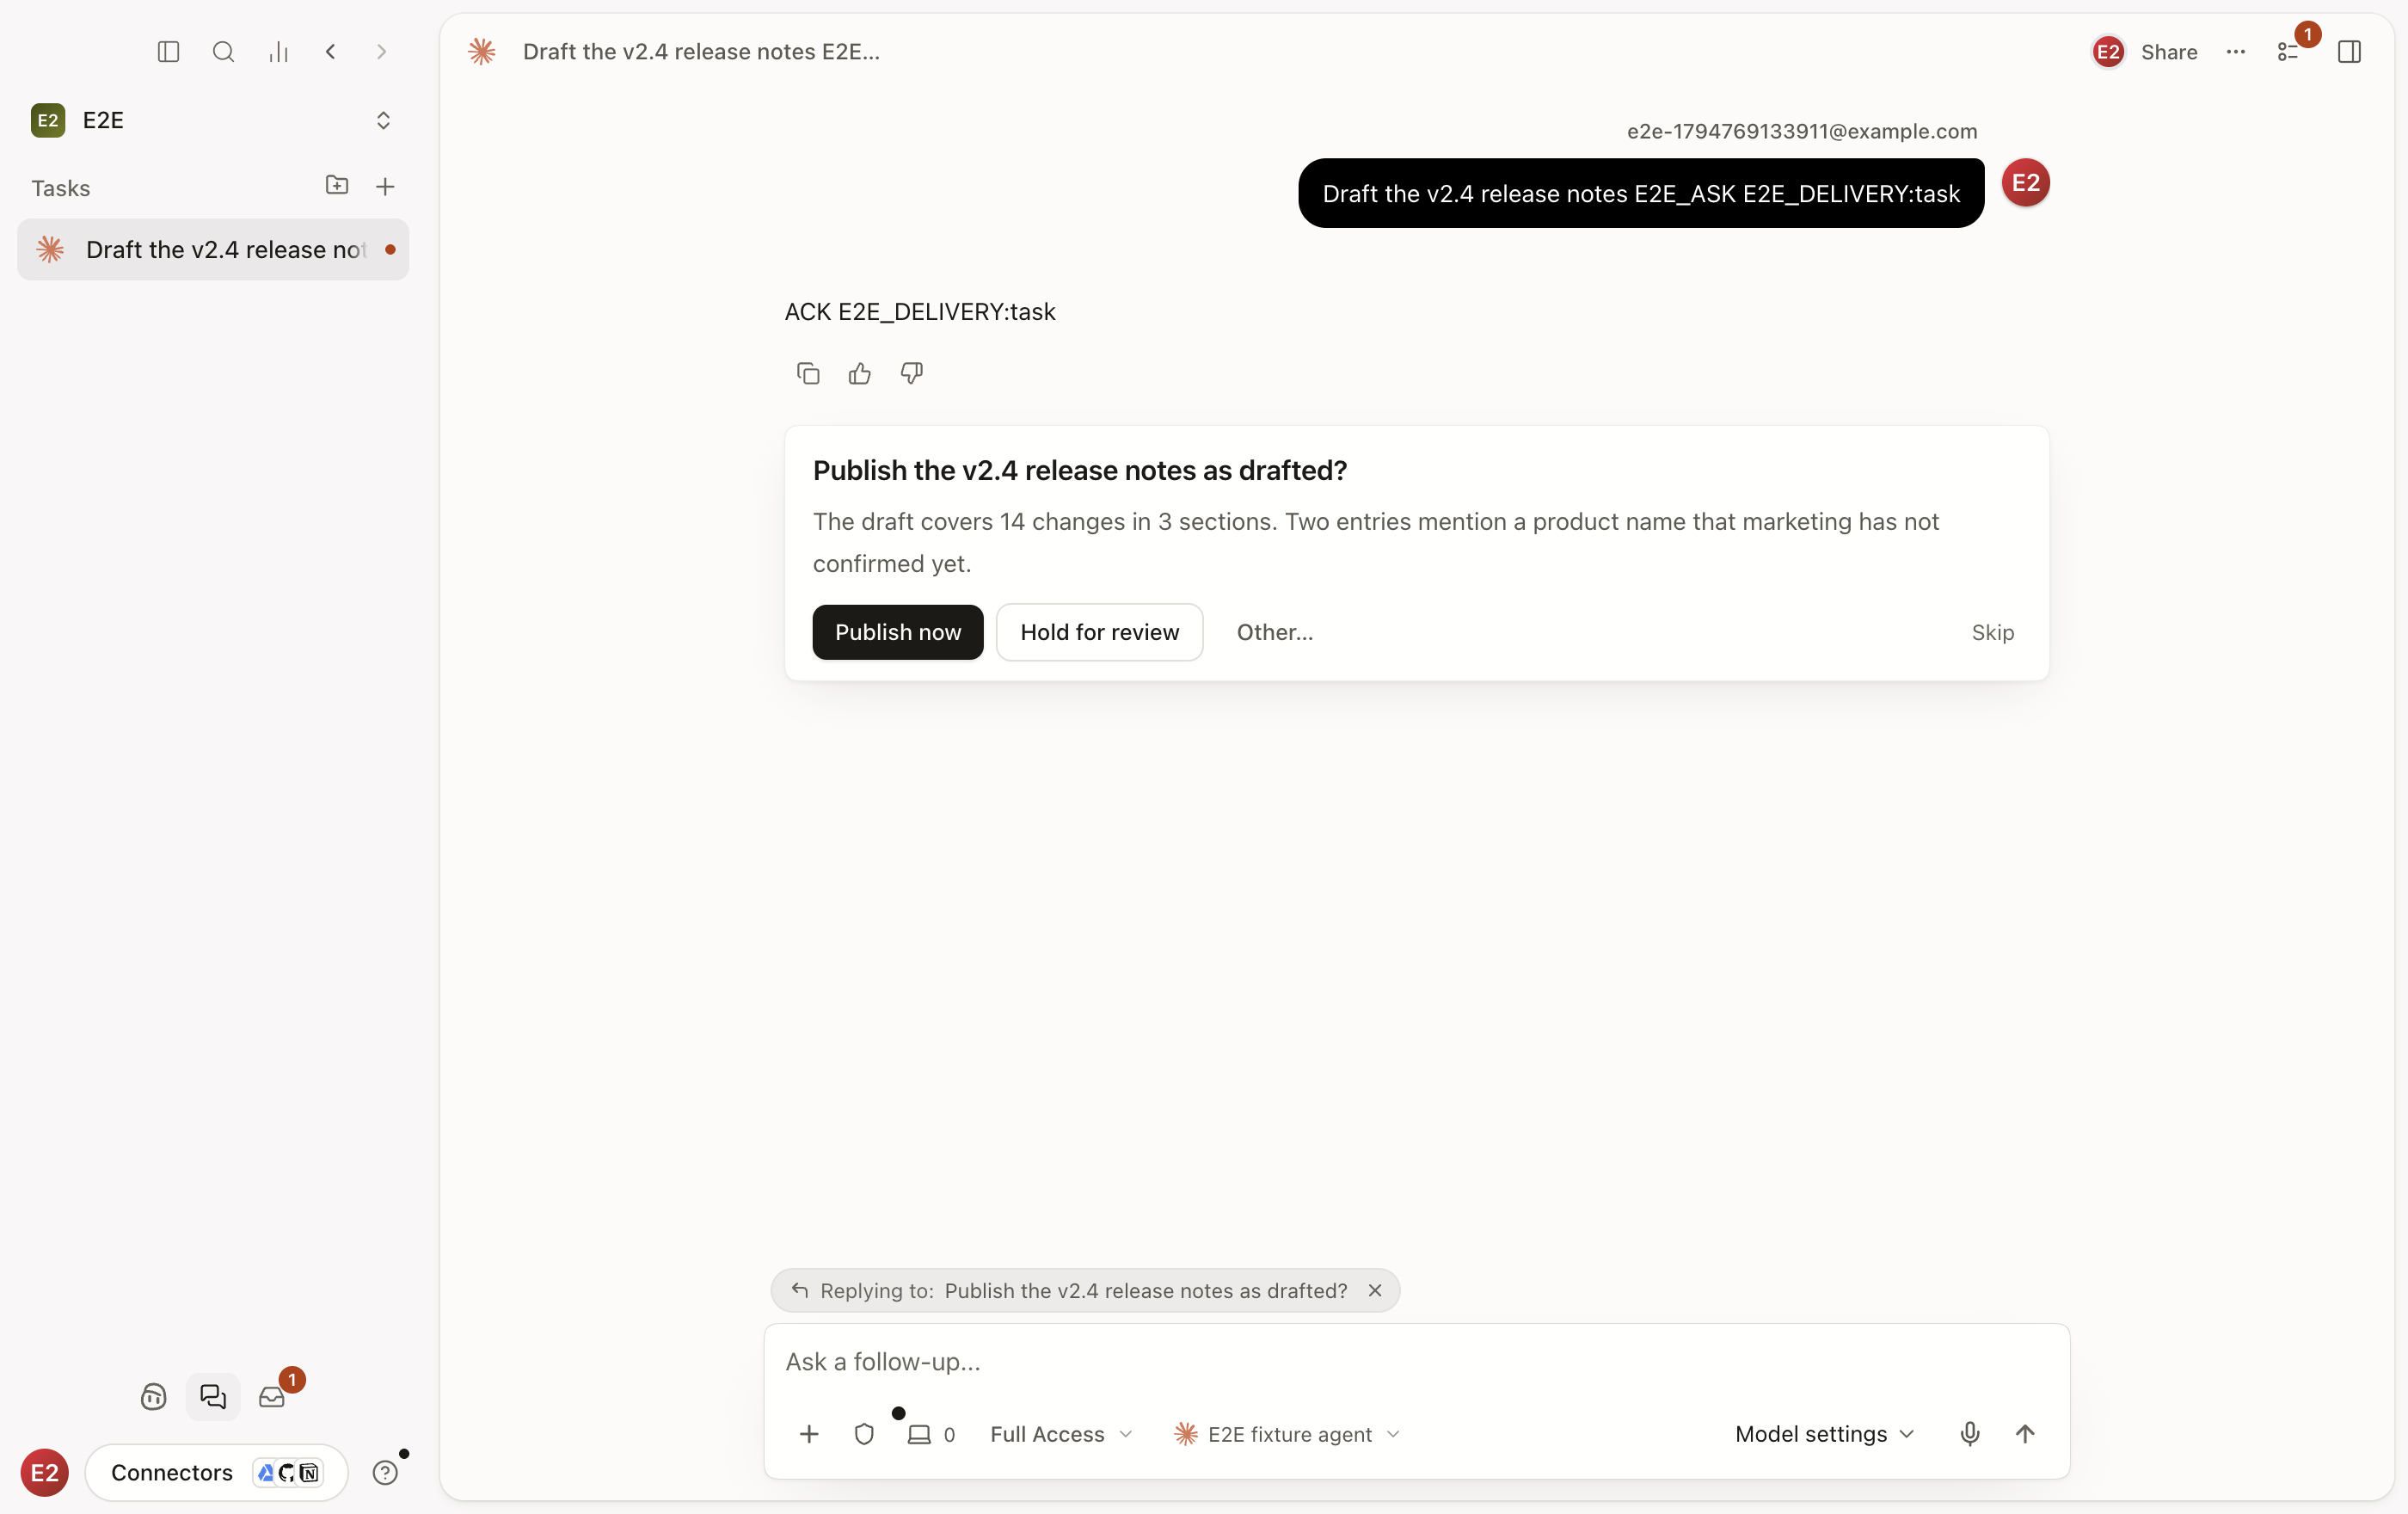 Draft the v2.4 release notes E2E...
E2 Share
1
E2 E2E
Tasks
Draft the v2.4 release not
e2e-1794769133911@example.com
Draft the v2.4 release notes E2E_ASK E2E_DELIVERY:task
E2
ACK E2E_DELIVERY:task
Publish the v2.4 release notes as drafted?
The draft covers 14 changes in 3 sections. Two entries mention a product name that marketing has not
confirmed yet.
Publish now Hold for review Other... Skip
Replying to: Publish the v2.4 release notes as drafted?
Ask a follow-up...
0 Full Access E2E fixture agent Model settings
1
E2 Connectors